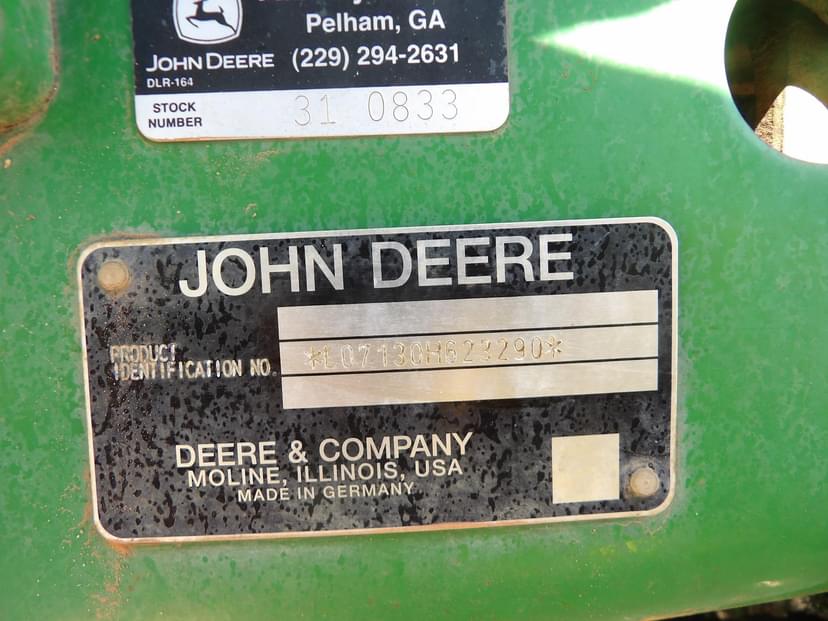 Pelham, GA
JOHN DEERE (229) 294-2631
DLR-164
STOCK
NUMBER 31 0833
JOHN DEERE
PRODUCT
IDENTIFICATION NO. *L07130H623290*
DEERE & COMPANY
MOLINE, ILLINOIS, USA
MADE IN GERMANY